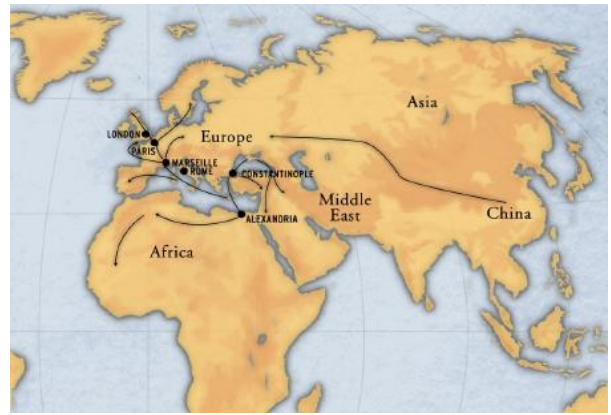 Asia
LONDON
Europe
PARIS
MARSEILLE
ROME
CONSTANTINOPLE
Middle
East
China
ALEXANDRIA
Africa